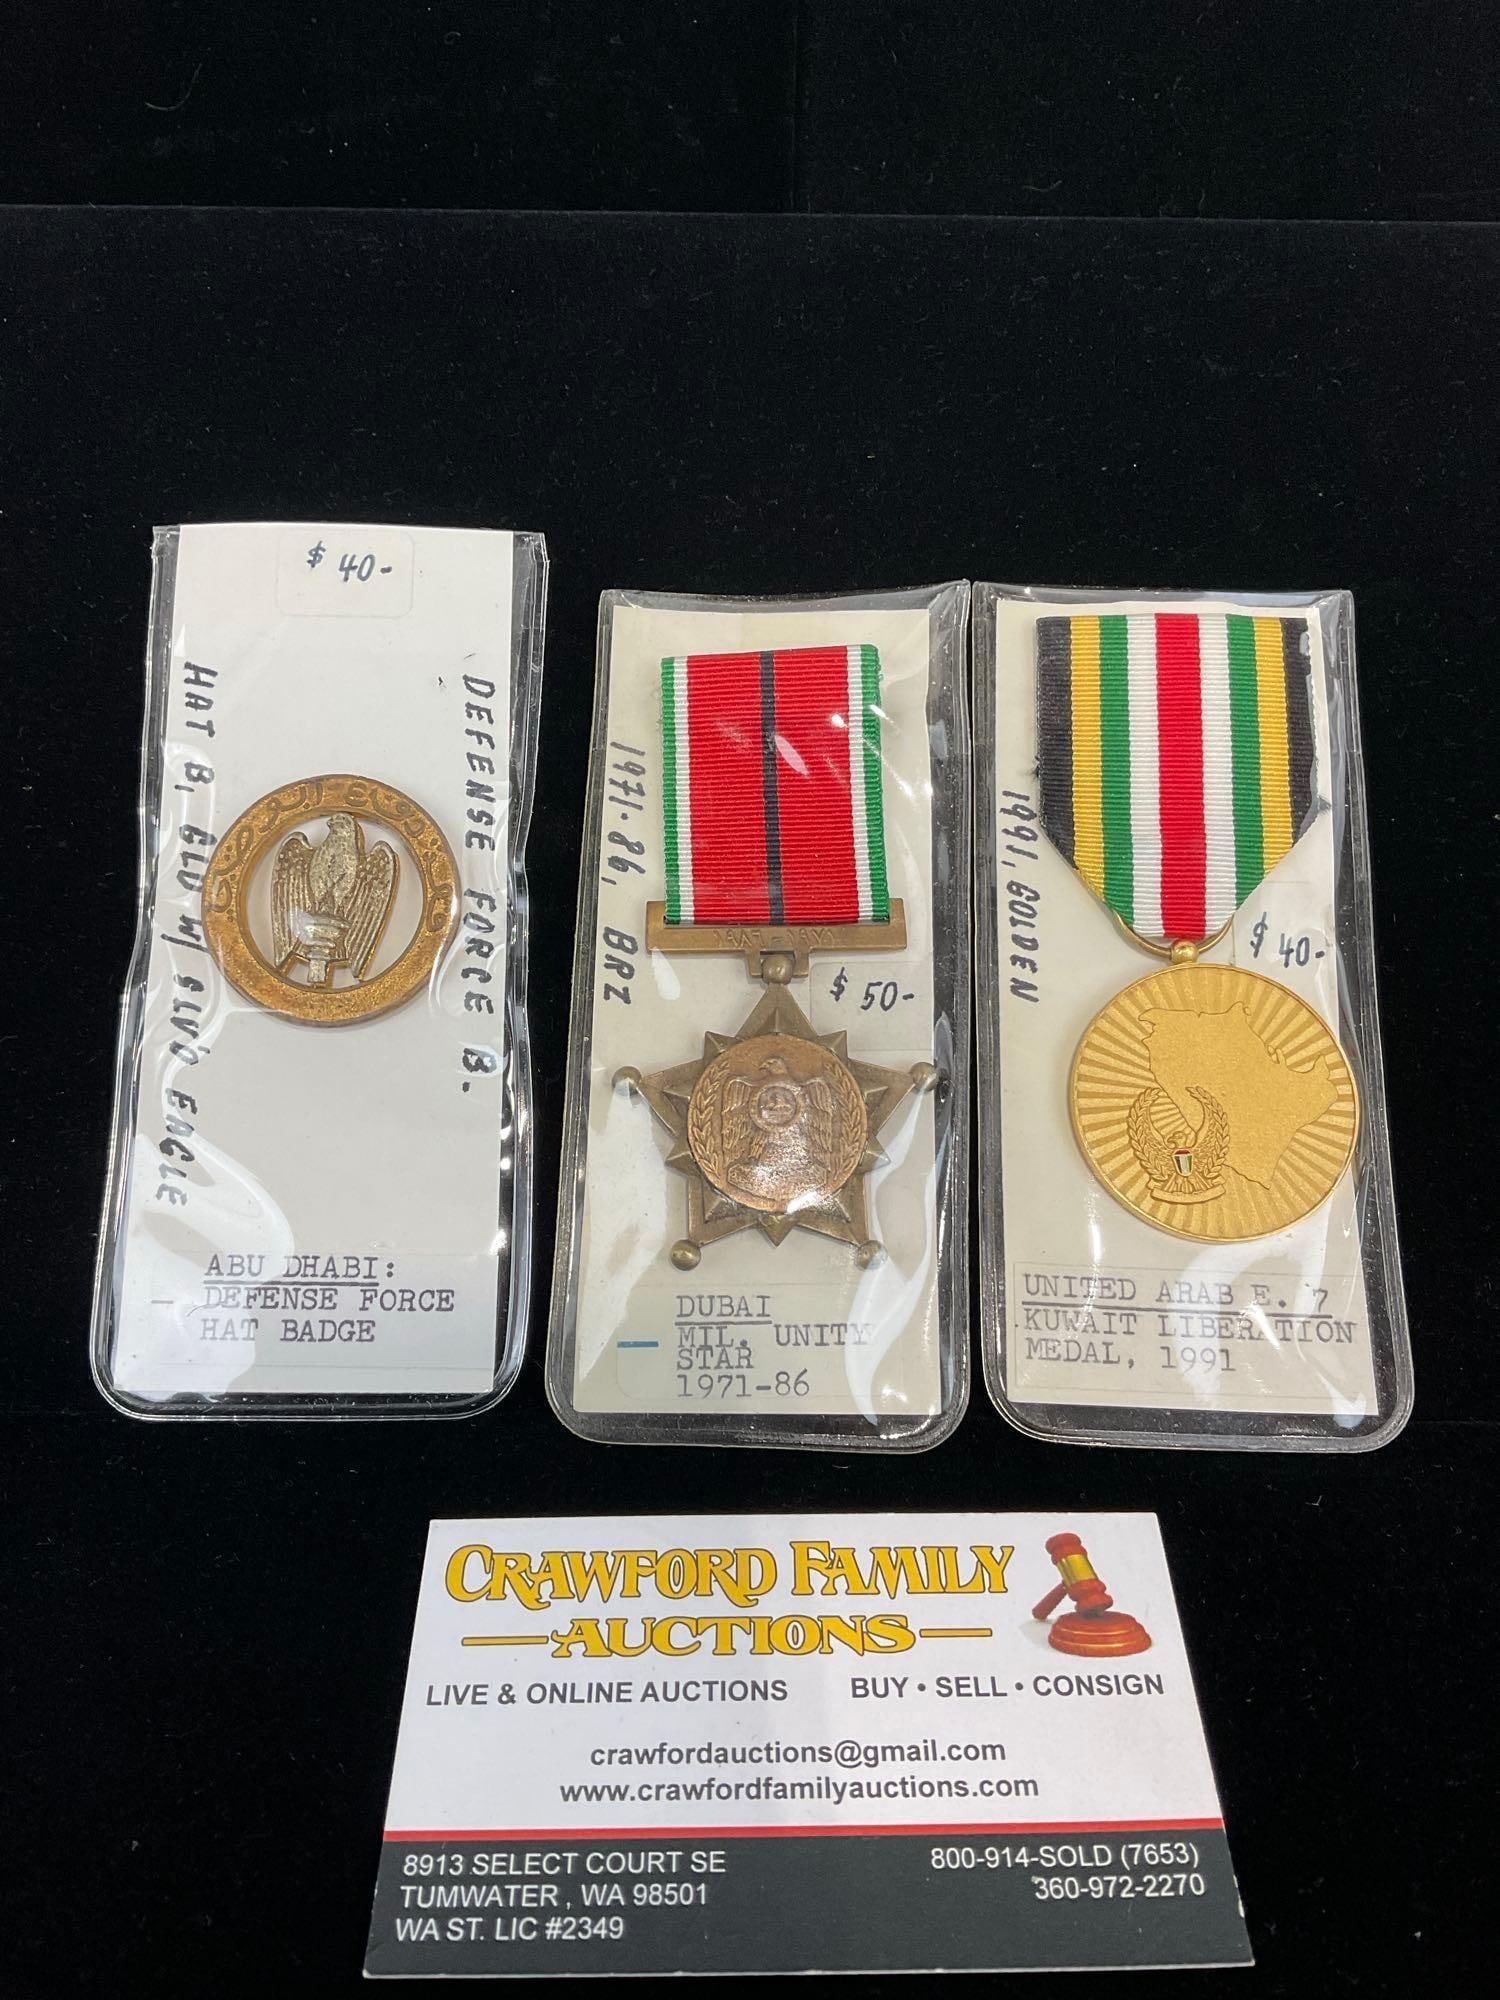 $ 40-
HAT B, GLD W/ SLV'D EAGLE
DEFENSE FORCE B.
ABU DHABI:
DEFENSE FORCE
HAT BADGE
1971-86, BRZ
١٩٧١ - ١٩٨٦
$ 50-
DUBAI
MIL. UNITY
STAR
1971-86
1991, GOLDEN
$ 40-
UNITED ARAB E. 7
KUWAIT LIBERATION
MEDAL, 1991
CRAWFORD FAMILY
AUCTIONS
LIVE & ONLINE AUCTIONS
BUY • SELL • CONSIGN
crawfordauctions@gmail.com
www.crawfordfamilyauctions.com
8913 SELECT COURT SE
TUMWATER , WA 98501
WA ST. LIC #2349
800-914-SOLD (7653)
360-972-2270